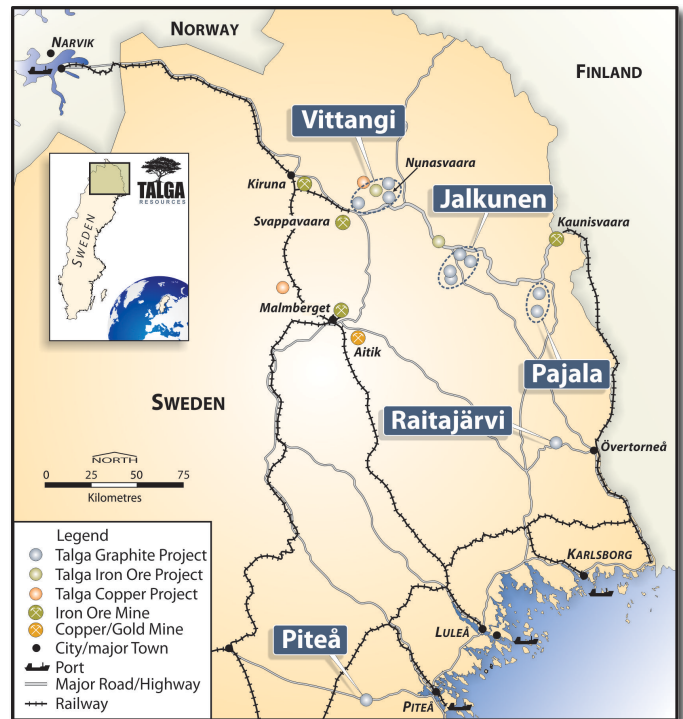 NORWAY
NARVIK
FINLAND
Vittangi
Nunasvaara
Kiruna
Jalkunen
Svappavaara
Kaunisvaara
TALGA
RESOURCES
SWEDEN
Malmberget
Aitik
Pajala
SWEDEN
Raitajärvi
Övertorneå
NORTH
0 25 50 75
Kilometres
KARLSBORG
LULEÅ
Piteå
PITEÅ
Legend
Talga Graphite Project
Talga Iron Ore Project
Talga Copper Project
Iron Ore Mine
Copper/Gold Mine
City/major Town
Port
Major Road/Highway
Railway